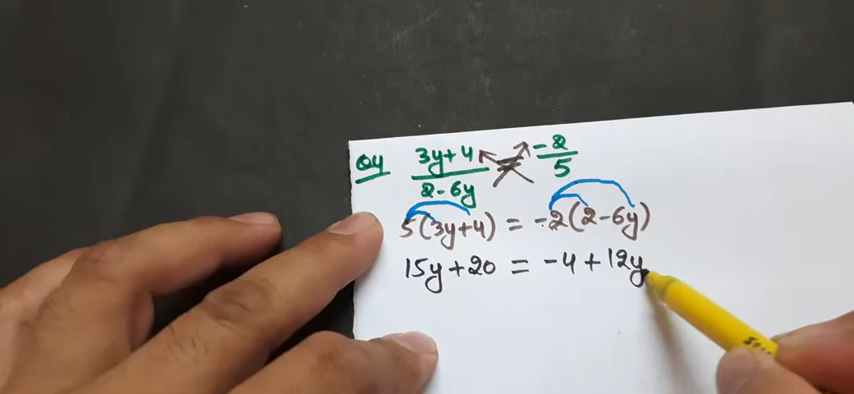 Q4 3y+4/2-6y = -2/5
5(3y+4) = -2(2-6y)
15y+20 = -4+12y